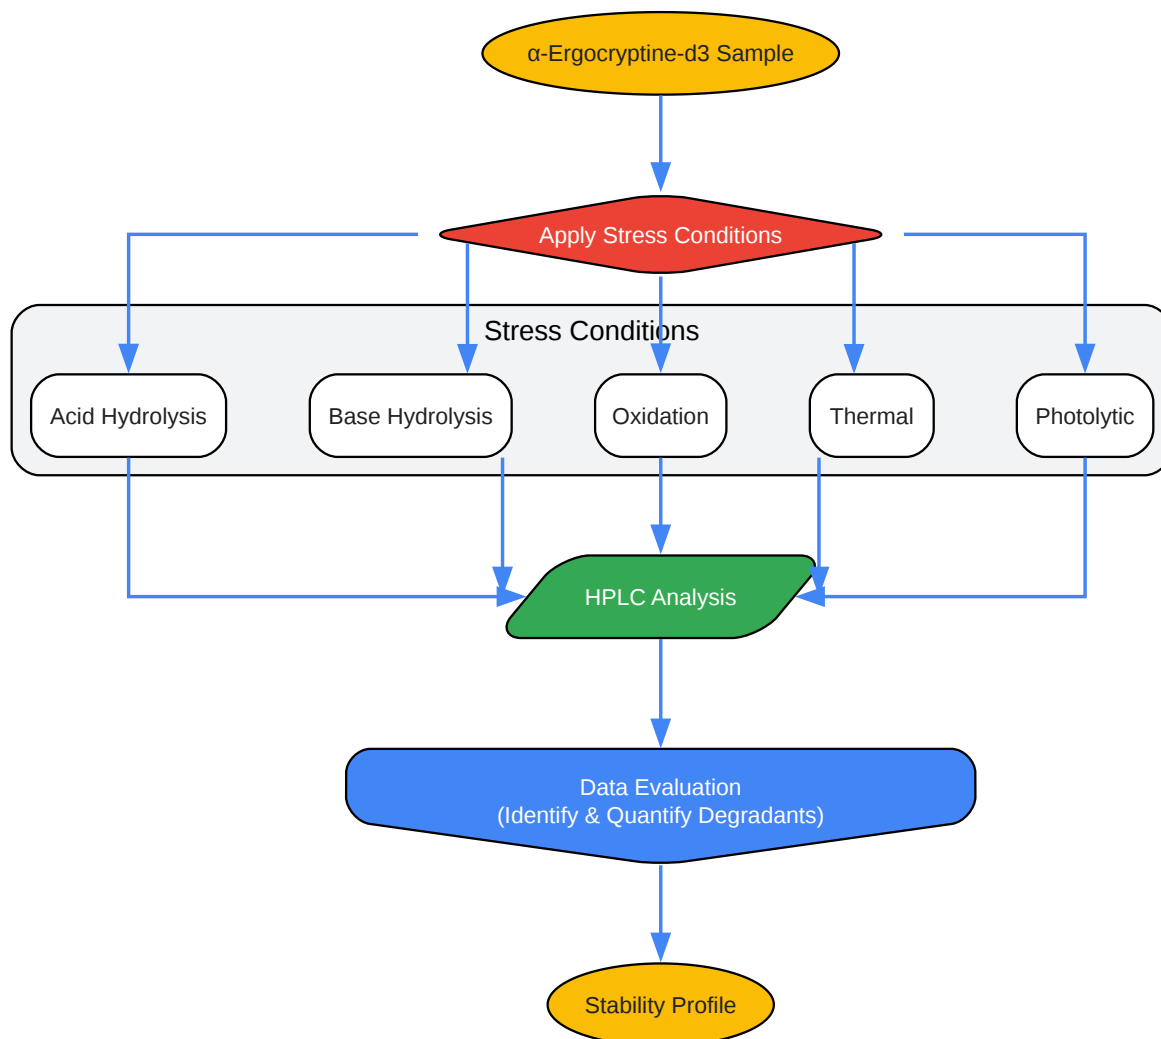 α-Ergocryptine-d3 Sample
Apply Stress Conditions
Stress Conditions
Acid Hydrolysis
Base Hydrolysis
Oxidation
Thermal
Photolytic
HPLC Analysis
Data Evaluation
(Identify & Quantify Degradants)
Stability Profile